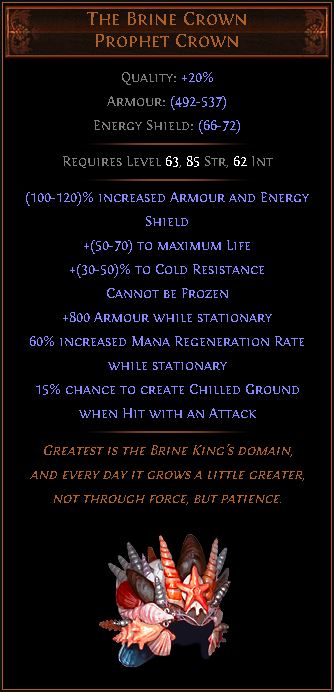 The Brine Crown
Prophet Crown
Quality: +20%
Armour: (492-537)
Energy Shield: (66-72)
Requires Level 63, 85 Str, 62 Int
(100-120)% increased Armour and Energy
Shield
+(50-70) to maximum Life
+(30-50)% to Cold Resistance
Cannot be Frozen
+800 Armour while stationary
60% increased Mana Regeneration Rate
while stationary
15% chance to create Chilled Ground
when Hit with an Attack
Greatest is the Brine King's domain,
and every day it grows a little greater,
not through force, but patience.